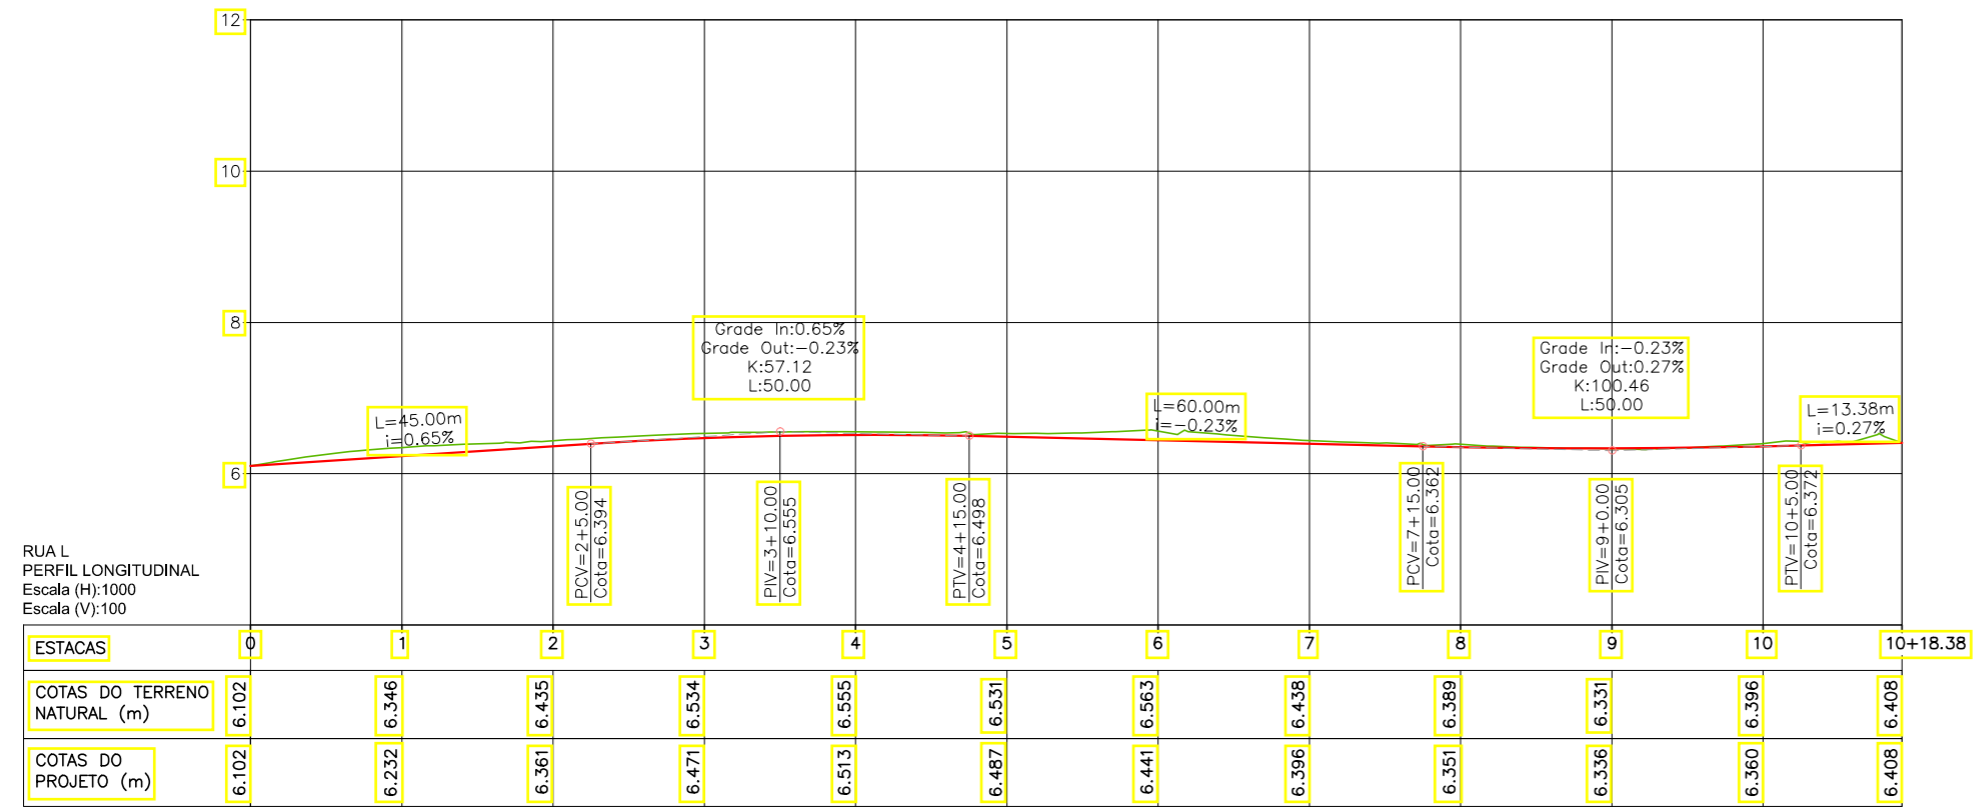 12
10
8
6
Grade In:0.65%
Grade Out:-0.23%
K:57.12
L:50.00
Grade In:-0.23%
Grade Out:0.27%
K:100.46
L:50.00
L=45.00m
i=0.65%
L=60.00m
i=-0.23%
L=13.38m
i=0.27%
PCV=2+5.00
Cota=6.394
PIV=3+10.00
Cota=6.555
PTV=4+15.00
Cota=6.498
PCV=7+15.00
Cota=6.362
PIV=9+0.00
Cota=6.305
PTV=10+5.00
Cota=6.372
RUA L
PERFIL LONGITUDINAL
Escala (H):1000
Escala (V):100
ESTACAS 0 1 2 3 4 5 6 7 8 9 10 10+18.38
COTAS DO TERRENO
NATURAL (m) 6.102 6.346 6.435 6.534 6.555 6.531 6.563 6.438 6.389 6.331 6.396 6.408
COTAS DO
PROJETO (m) 6.102 6.232 6.361 6.471 6.513 6.487 6.441 6.396 6.351 6.336 6.360 6.408